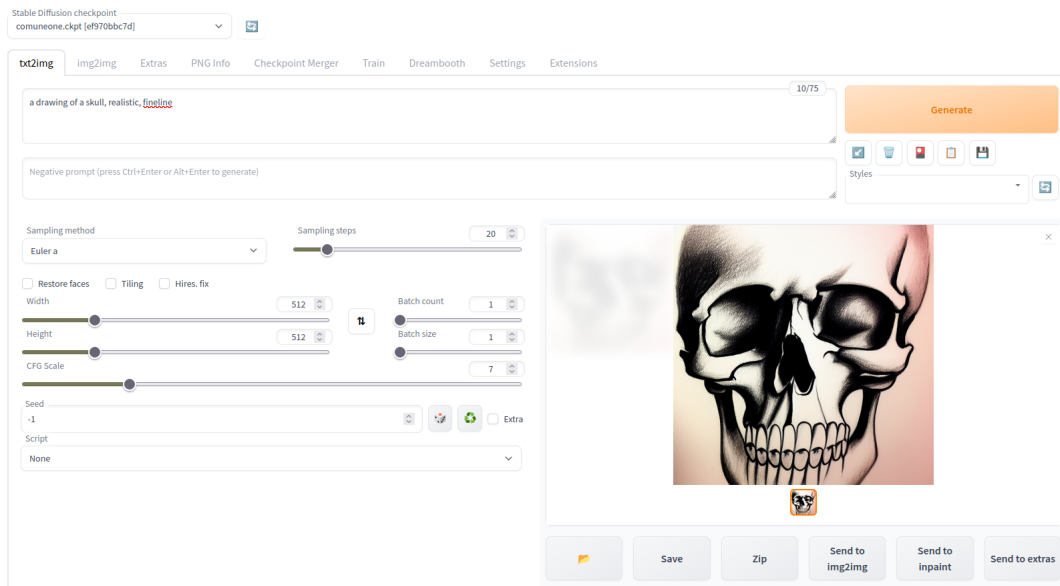 Stable Diffusion checkpoint
comuneone.ckpt [ef970bbc7d]
txt2img img2img Extras PNG Info Checkpoint Merger Train Dreambooth Settings Extensions
10/75
a drawing of a skull, realistic, fineline
Generate
Negative prompt (press Ctrl+Enter or Alt+Enter to generate)
Styles
Sampling method
Euler a
Sampling steps
20
Restore faces Tiling Hires. fix
Width
512
Batch count
1
Height
512
Batch size
1
CFG Scale
7
Seed
-1
Extra
Script
None
Save
Zip
Send to
img2img
Send to
inpaint
Send to extras